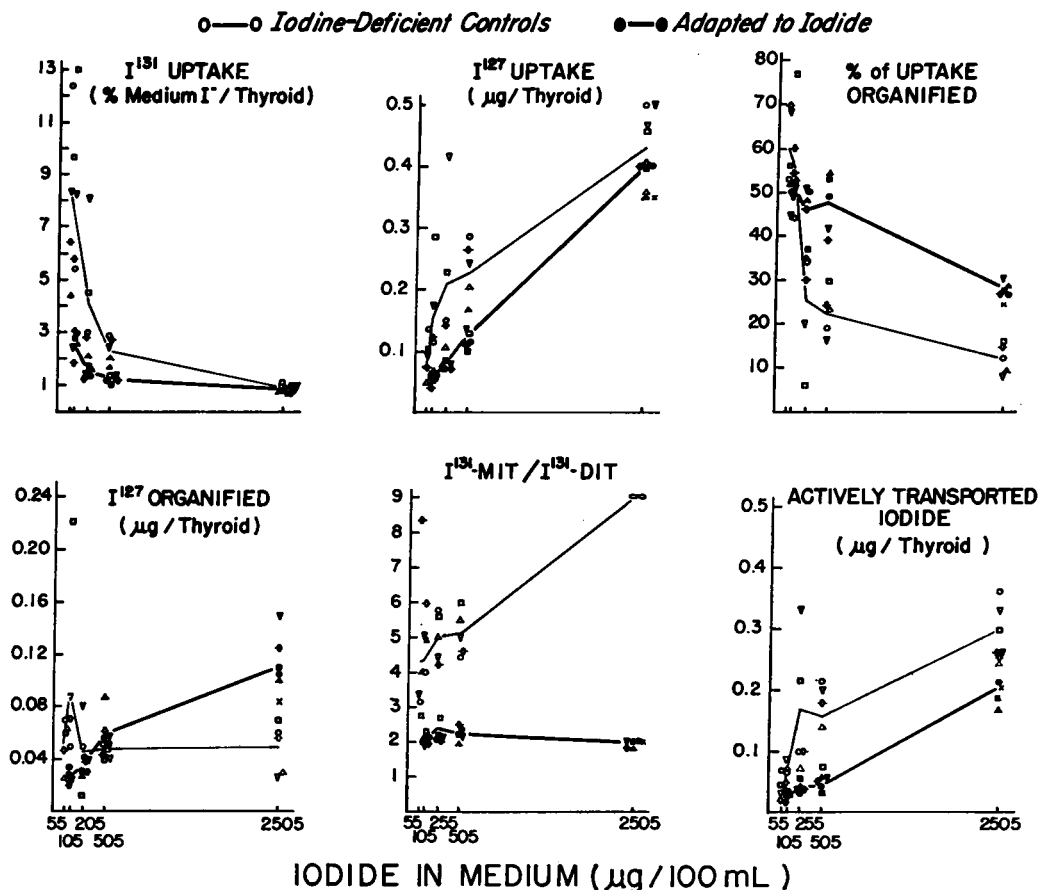 Iodine-Deficient Controls
Adapted to Iodide
I¹³¹ UPTAKE
(% Medium I⁻/Thyroid)
13
11
9
7
5
3
1
I¹²⁷ UPTAKE
(μg/Thyroid)
0.5
0.4
0.3
0.2
0.1
% of UPTAKE
ORGANIFIED
80
70
60
50
40
30
20
10
I¹²⁷ ORGANIFIED
(μg/Thyroid)
0.24
0.20
0.16
0.12
0.08
0.04
55 205 2505
105 505
I¹³¹-MIT/I¹³¹-DIT
9
8
7
6
5
4
3
2
1
55 255 2505
105 505
ACTIVELY TRANSPORTED
IODIDE
(μg/Thyroid)
0.5
0.4
0.3
0.2
0.1
55 255 2505
105 505
IODIDE IN MEDIUM (μg/100mL)